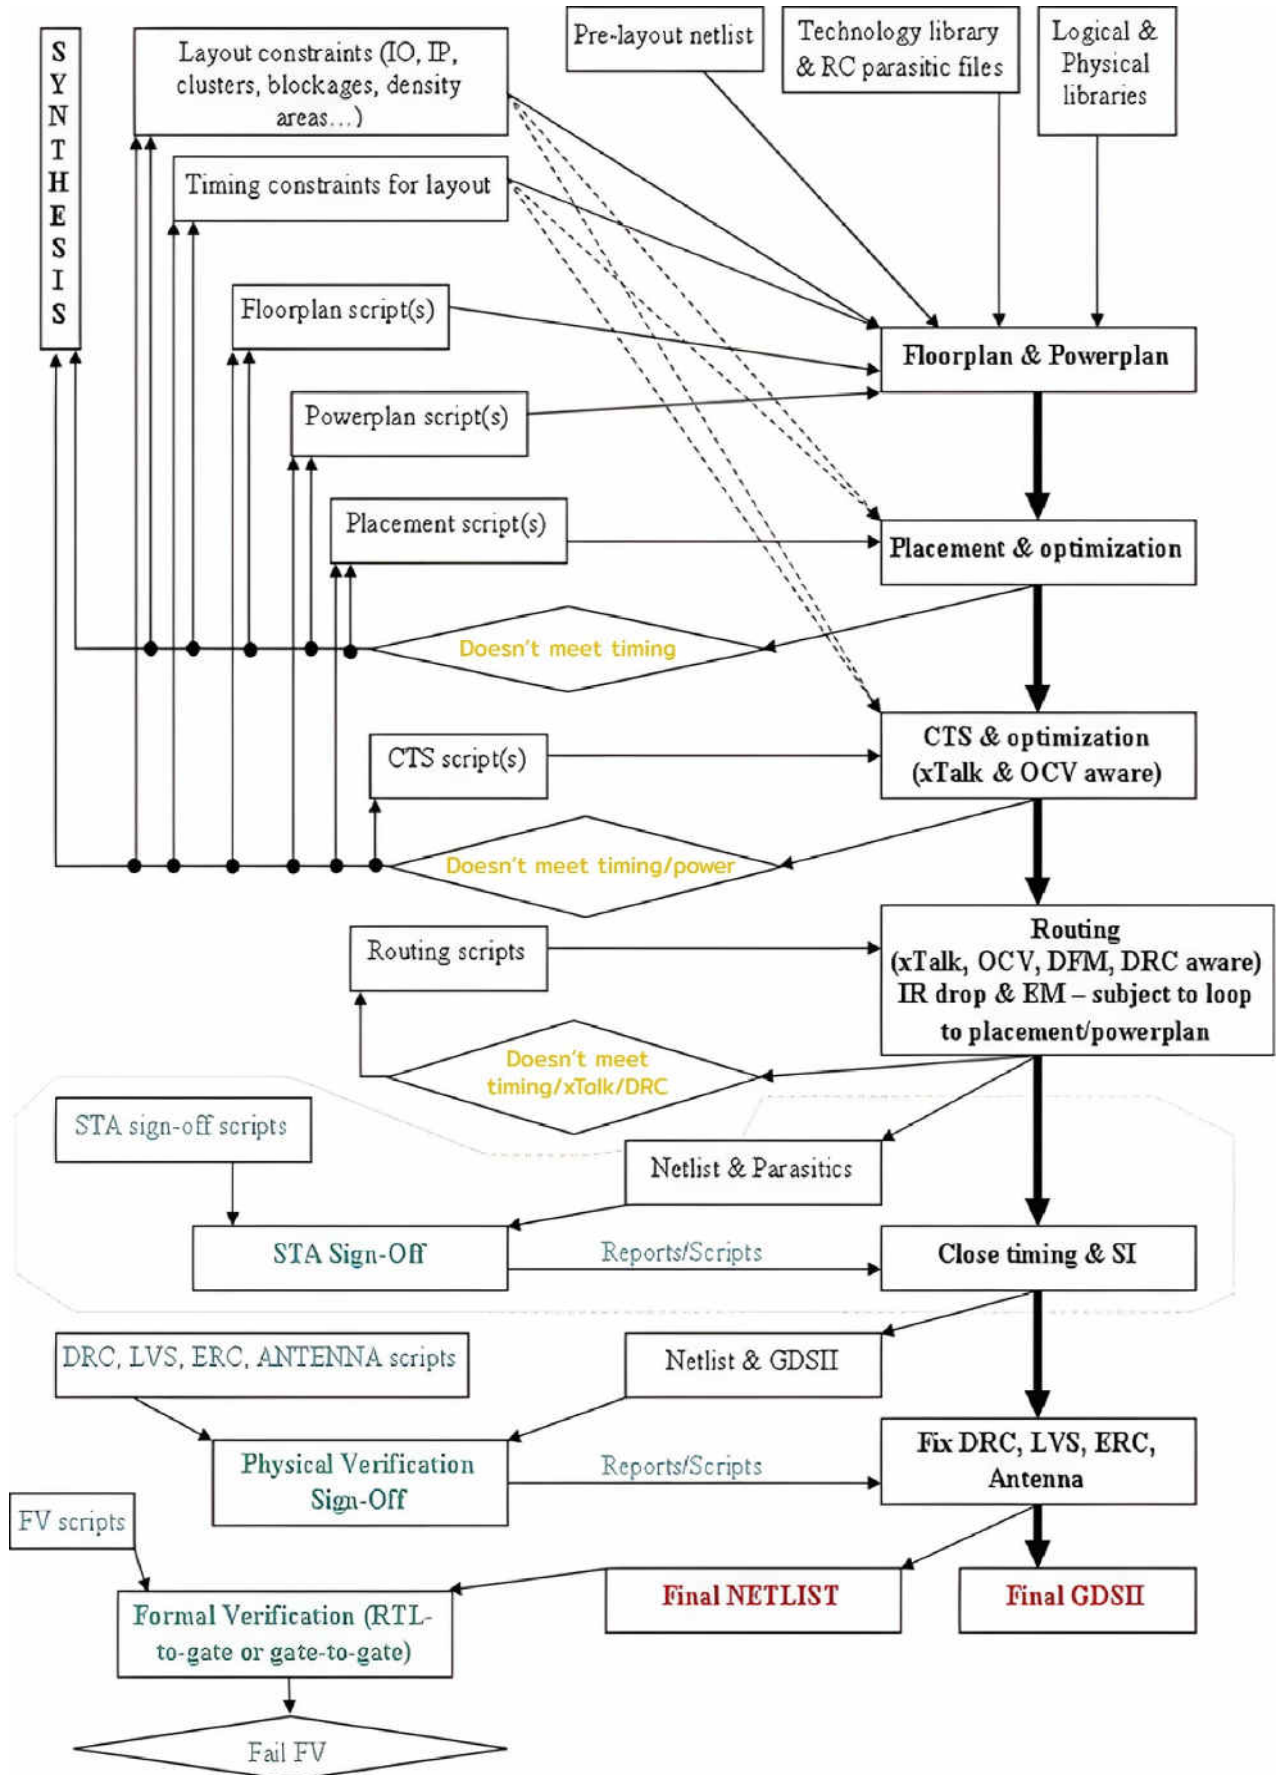 SYNTHESIS
Layout constraints (IO, IP,
clusters, blockages, density
areas...)
Pre-layout netlist
Technology library
& RC parasitic files
Logical &
Physical
libraries
Timing constraints for layout
Floorplan script(s)
Floorplan & Powerplan
Powerplan script(s)
Placement script(s)
Placement & optimization
Doesn't meet timing
CTS script(s)
CTS & optimization
(xTalk & OCV aware)
Doesn't meet timing/power
Routing scripts
Routing
(xTalk, OCV, DFM, DRC aware)
IR drop & EM – subject to loop
to placement/powerplan
Doesn't meet
timing/xTalk/DRC
STA sign-off scripts
Netlist & Parasitics
STA Sign-Off
Reports/Scripts
Close timing & SI
DRC, LVS, ERC, ANTENNA scripts
Netlist & GDSII
Physical Verification
Sign-Off
Reports/Scripts
Fix DRC, LVS, ERC,
Antenna
FV scripts
Final NETLIST
Final GDSII
Formal Verification (RTL-
to-gate or gate-to-gate)
Fail FV